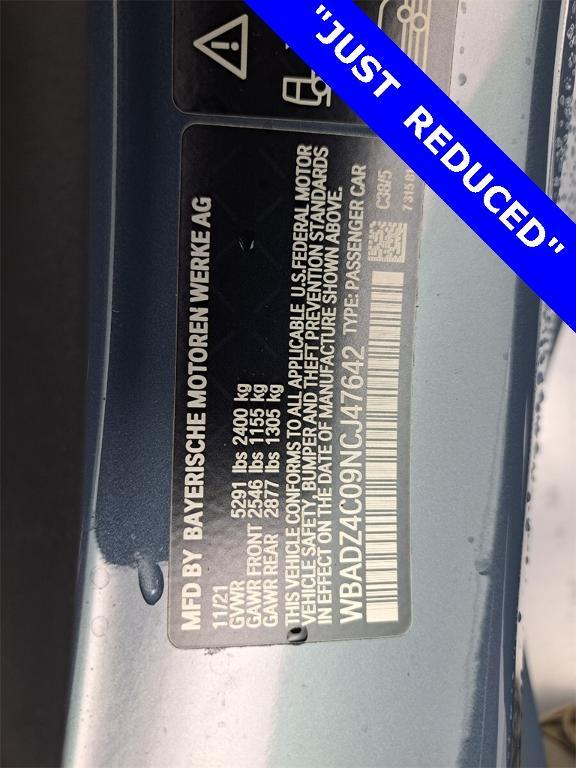 "JUST REDUCED"
MFD BY BAYERISCHE MOTOREN WERKE AG
11/21
GVWR 5291 lbs 2400 kg
GAWR FRONT 2546 lbs 1155 kg
GAWR REAR 2877 lbs 1305 kg
THIS VEHICLE CONFORMS TO ALL APPLICABLE U.S.FEDERAL MOTOR
VEHICLE SAFETY, BUMPER AND THEFT PREVENTION STANDARDS
IN EFFECT ON THE DATE OF MANUFACTURE SHOWN ABOVE.
WBADZ4C09NCJ47642 TYPE: PASSENGER CAR
C38/5